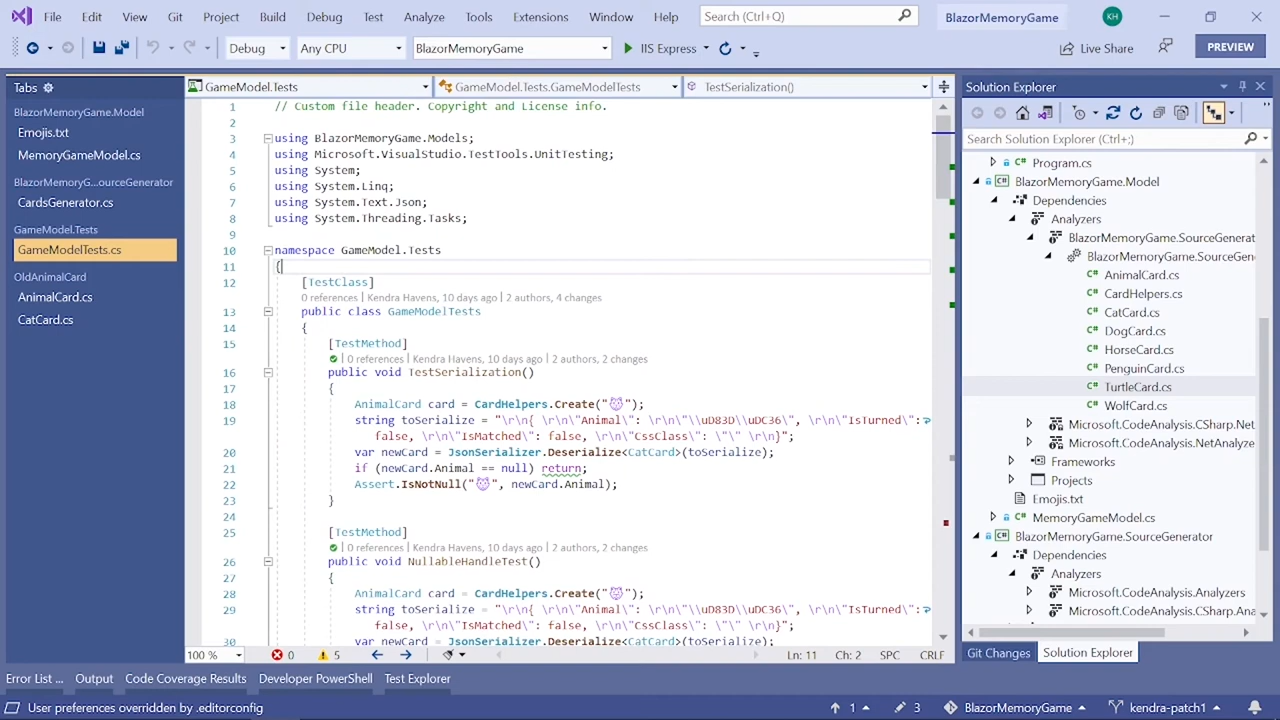 File Edit View Git Project Build Debug Test Analyze Tools Extensions Window Help Search (Ctrl+Q) BlazorMemoryGame KH
Debug Any CPU BlazorMemoryGame IIS Express Live Share PREVIEW
Tabs
BlazorMemoryGame.Model
Emojis.txt
MemoryGameModel.cs
BlazorMemoryG...ourceGenerator
CardsGenerator.cs
GameModel.Tests
GameModelTests.cs
OldAnimalCard
AnimalCard.cs
CatCard.cs
GameModel.Tests GameModel.Tests.GameModelTests TestSerialization()
1 // Custom file header. Copyright and License info.
2
3 using BlazorMemoryGame.Models;
4 using Microsoft.VisualStudio.TestTools.UnitTesting;
5 using System;
6 using System.Linq;
7 using System.Text.Json;
8 using System.Threading.Tasks;
9
10 namespace GameModel.Tests
11 {
12 [TestClass]
0 references | Kendra Havens, 10 days ago | 2 authors, 4 changes
13 public class GameModelTests
14 {
15 [TestMethod]
| 0 references | Kendra Havens, 10 days ago | 2 authors, 2 changes
16 public void TestSerialization()
17 {
18 AnimalCard card = CardHelpers.Create("😈");
19 string toSerialize = "\r\n{ \r\n\"Animal\": \r\n\"\\uD83D\\uDC36\", \r\n\"IsTurned\":
false, \r\n\"IsMatched\": false, \r\n\"CssClass\": \"\" \r\n}";
20 var newCard = JsonSerializer.Deserialize<CatCard>(toSerialize);
21 if (newCard.Animal == null) return;
22 Assert.IsNotNull("😈", newCard.Animal);
23 }
24
25 [TestMethod]
| 0 references | Kendra Havens, 10 days ago | 2 authors, 2 changes
26 public void NullableHandleTest()
27 {
28 AnimalCard card = CardHelpers.Create("😈");
29 string toSerialize = "\r\n{ \r\n\"Animal\": \r\n\"\\uD83D\\uDC36\", \r\n\"IsTurned\":
false, \r\n\"IsMatched\": false, \r\n\"CssClass\": \"\" \r\n}";
30 var newCard = JsonSerializer.Deserialize<CatCard>(toSerialize);
100 % 0 5 Ln: 11 Ch: 2 SPC CRLF
Solution Explorer
Search Solution Explorer (Ctrl+;)
Program.cs
BlazorMemoryGame.Model
Dependencies
Analyzers
BlazorMemoryGame.SourceGenerat
BlazorMemoryGame.SourceGen
AnimalCard.cs
CardHelpers.cs
CatCard.cs
DogCard.cs
HorseCard.cs
PenguinCard.cs
TurtleCard.cs
WolfCard.cs
Microsoft.CodeAnalysis.CSharp.Net
Microsoft.CodeAnalysis.NetAnalyze
Frameworks
Projects
Emojis.txt
MemoryGameModel.cs
BlazorMemoryGame.SourceGenerator
Dependencies
Analyzers
Microsoft.CodeAnalysis.Analyzers
Microsoft.CodeAnalysis.CSharp.Ana
Git Changes Solution Explorer
Error List ... Output Code Coverage Results Developer PowerShell Test Explorer
User preferences overridden by .editorconfig 1 3 BlazorMemoryGame kendra-patch1